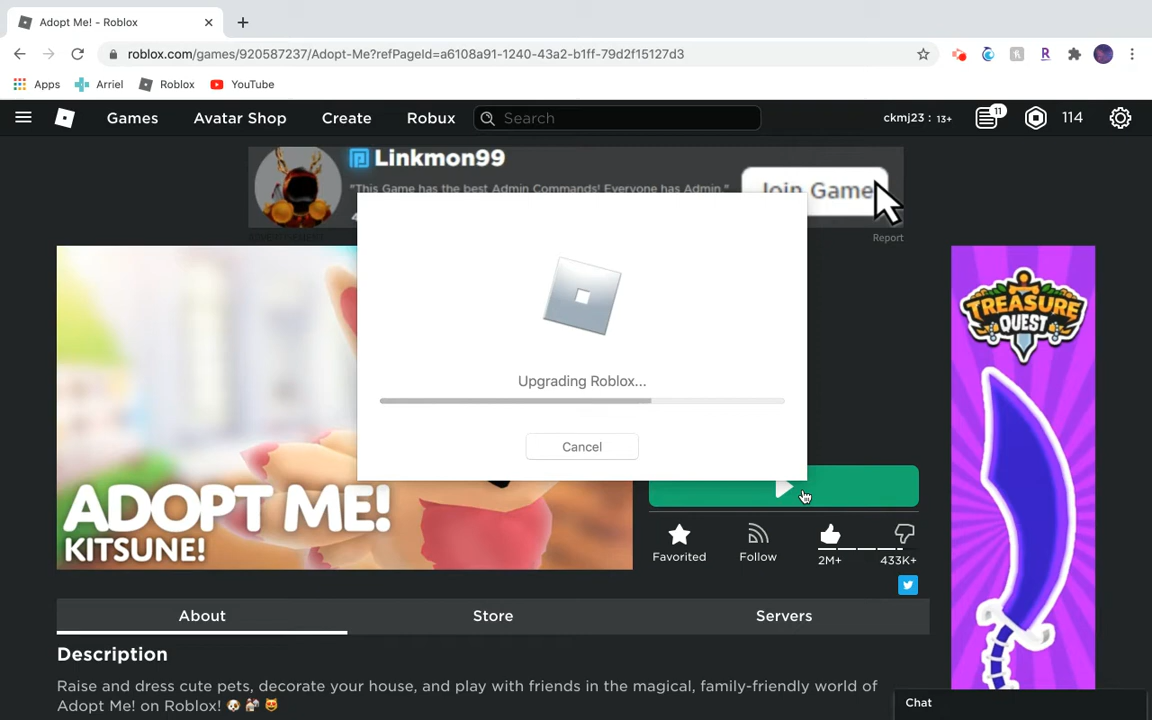 Adopt Me! - Roblox
roblox.com/games/920587237/Adopt-Me?refPageId=a6108a91-1240-43a2-b1ff-79d2f15127d3
Apps Arriel Roblox YouTube
Games Avatar Shop Create Robux Search ckmj23 : 13+ 11 114
Linkmon99
"This Game has the best Admin Commands! Everyone has Admin."
Join Game
Report
Upgrading Roblox...
Cancel
TREASURE
QUEST
ADOPT ME!
KITSUNE!
Favorited Follow 2M+ 433K+
About Store Servers
Description
Raise and dress cute pets, decorate your house, and play with friends in the magical, family-friendly world of
Adopt Me! on Roblox! 🐶 🐩 😻
Chat